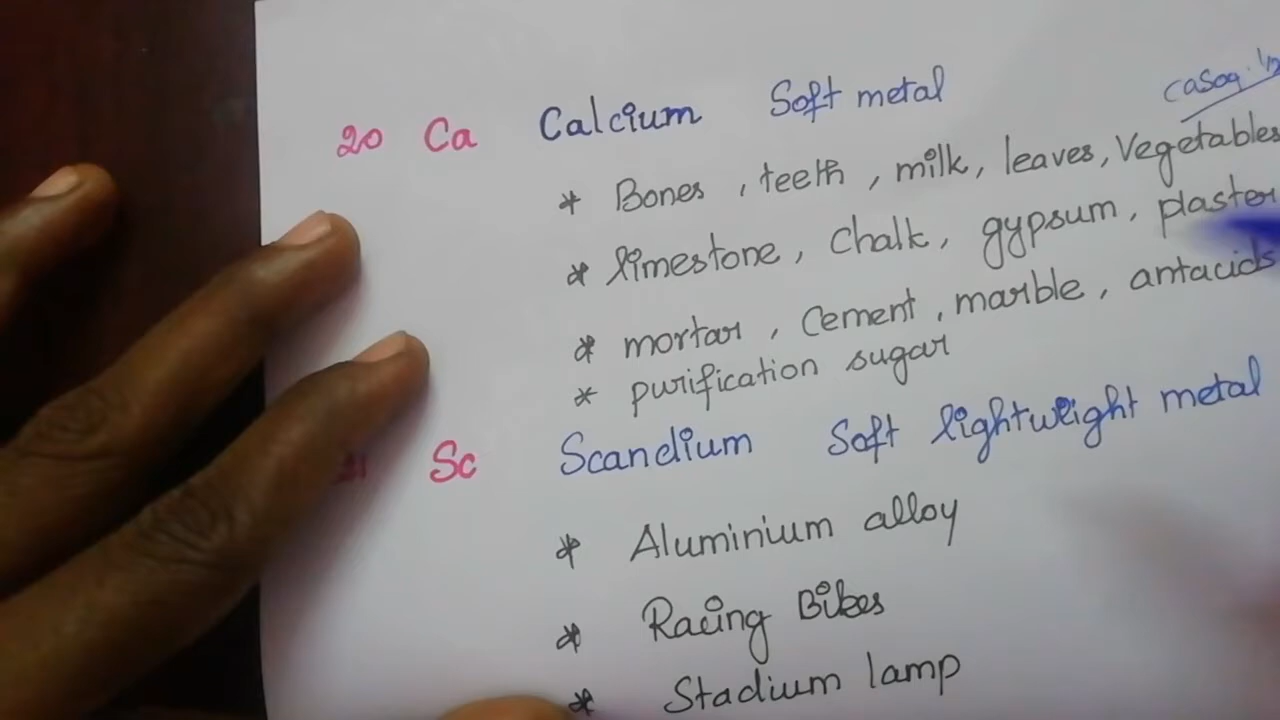 20 Ca Calcium Soft metal
* Bones , teeth , milk, leaves, Vegetables
* limestone, chalk, gypsum, plaster
* mortar , cement , marble , antacids
* purification sugar
Sc Scandium Soft lightweight metal
* Aluminium alloy
* Racing Bikes
* Stadium lamp